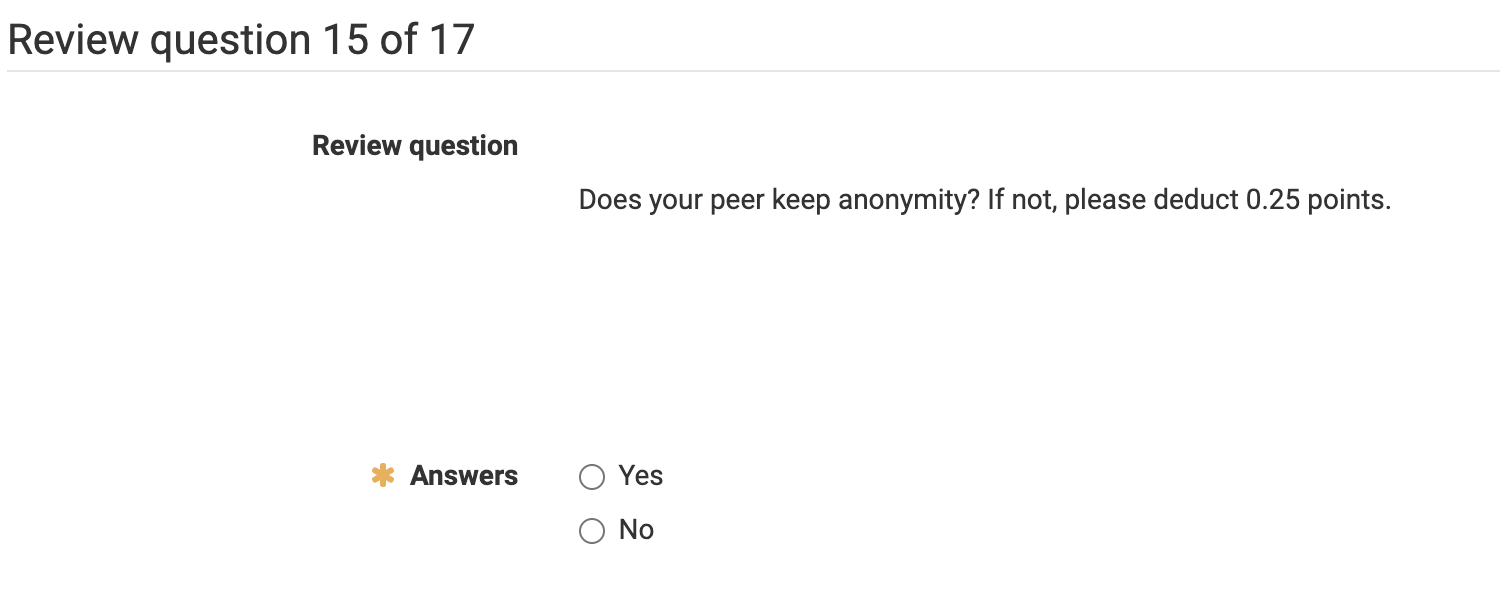 Review question 15 of 17
Review question
Does your peer keep anonymity? If not, please deduct 0.25 points.
* Answers
Yes
No